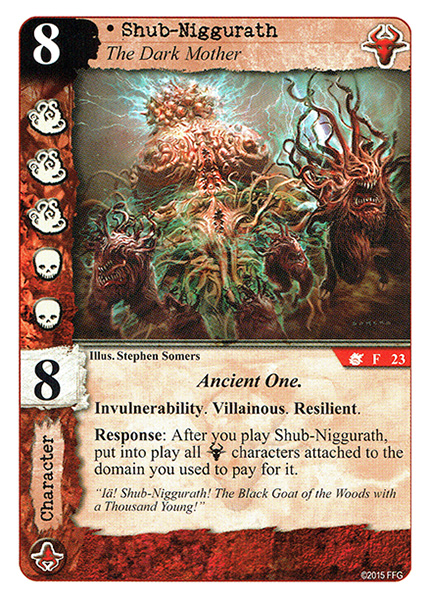 8
• Shub-Niggurath
The Dark Mother
SOMERS
Illus. Stephen Somers
F 23
8
Ancient One.
Invulnerability. Villainous. Resilient.
Response: After you play Shub-Niggurath,
put into play all characters attached to the
domain you used to pay for it.
"Iä! Shub-Niggurath! The Black Goat of the Woods with
a Thousand Young!"
Character
©2015 FFG